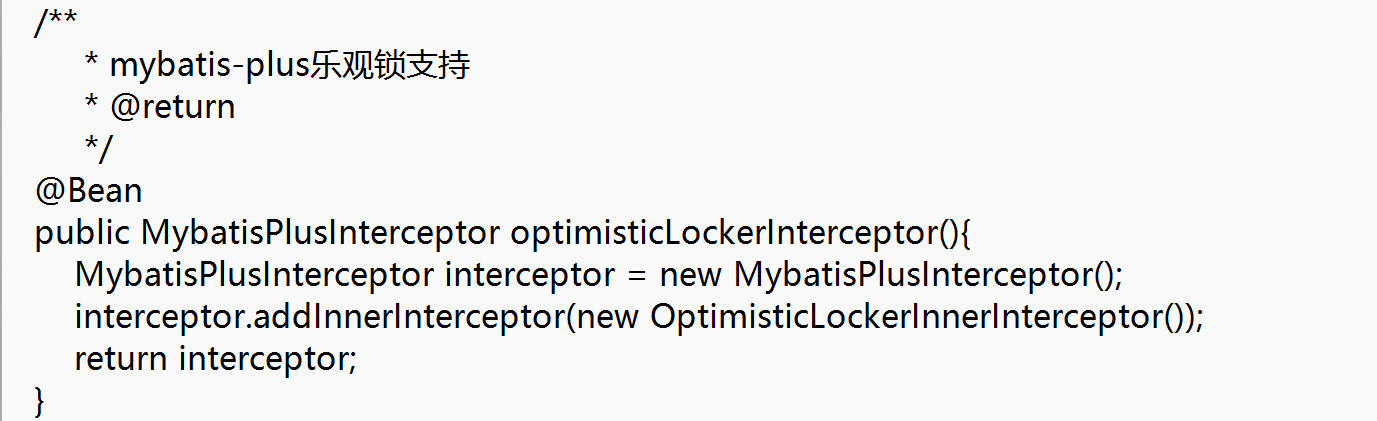 /**
* mybatis-plus乐观锁支持
* @return
*/
@Bean
public MybatisPlusInterceptor optimisticLockerInterceptor(){
MybatisPlusInterceptor interceptor = new MybatisPlusInterceptor();
interceptor.addInnerInterceptor(new OptimisticLockerInnerInterceptor());
return interceptor;
}